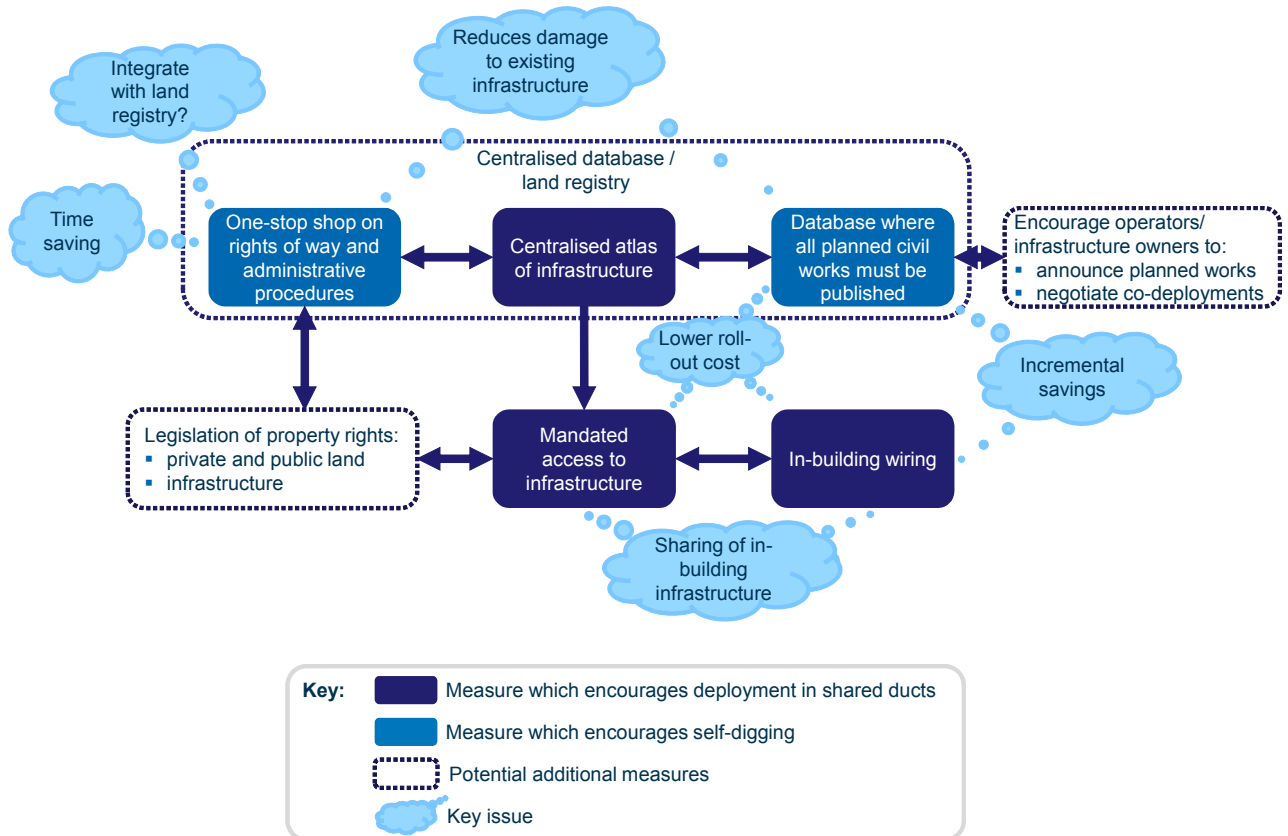 Reduces damage
to existing
infrastructure
Integrate
with land
registry?
Centralised database /
land registry
Time
saving
One-stop shop on
rights of way and
administrative
procedures
Centralised atlas
of infrastructure
Database where
all planned civil
works must be
published
Encourage operators/
infrastructure owners to:
▪ announce planned works
▪ negotiate co-deployments
Lower roll-
out cost
Incremental
savings
Legislation of property rights:
▪ private and public land
▪ infrastructure
Mandated
access to
infrastructure
In-building wiring
Sharing of in-
building
infrastructure
Key:
Measure which encourages deployment in shared ducts
Measure which encourages self-digging
Potential additional measures
Key issue